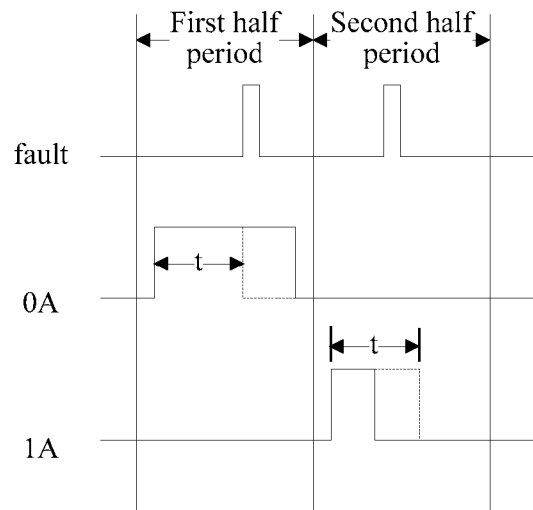 First half
period
Second half
period
fault
t
0A
t
1A